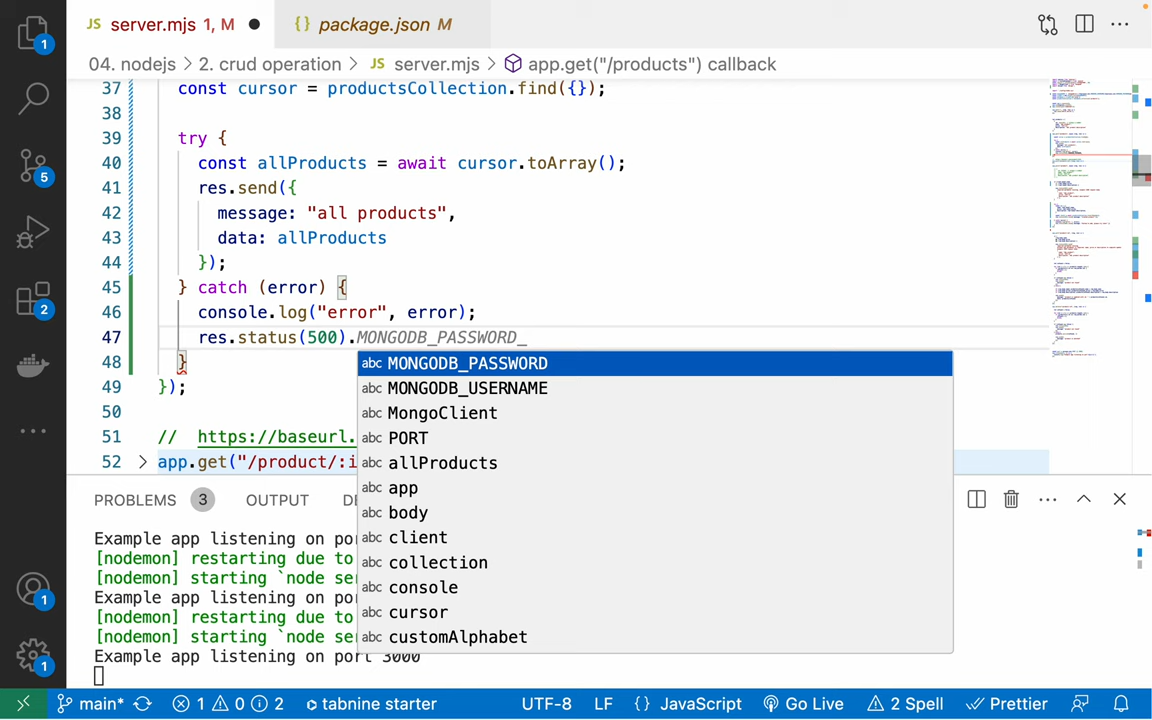 JS server.mjs 1, M ●
{} package.json M
04. nodejs > 2. crud operation > JS server.mjs > app.get("/products") callback
37 const cursor = productsCollection.find({});
38
39 try {
40 const allProducts = await cursor.toArray();
41 res.send({
42 message: "all products",
43 data: allProducts
44 });
45 } catch (error) {
46 console.log("error", error);
47 res.status(500).MONGODB_PASSWORD_
48 }
49 });
50
51 // https://baseurl.
52 > app.get("/product/:i
abc MONGODB_PASSWORD
abc MONGODB_USERNAME
abc MongoClient
abc PORT
abc allProducts
abc app
abc body
abc client
abc collection
abc console
abc cursor
abc customAlphabet
PROBLEMS 3 OUTPUT DE
Example app listening on por
[nodemon] restarting due to
[nodemon] starting `node se
Example app listening on por
[nodemon] restarting due to
[nodemon] starting `node se
Example app listening on port 3000
1
5
2
1
1
main* 1 0 2 tabnine starter UTF-8 LF {} JavaScript Go Live 2 Spell Prettier